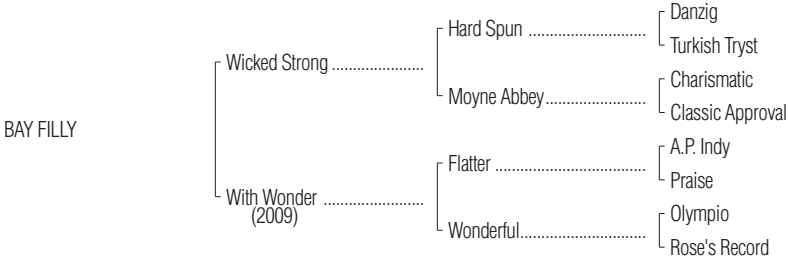 Danzig
Hard Spun ............................
Turkish Tryst
Wicked Strong ......................
Charismatic
Moyne Abbey........................
Classic Approval
BAY FILLY
A.P. Indy
Flatter ....................................
Praise
With Wonder ........................
(2009)
Olympio
Wonderful..............................
Rose's Record